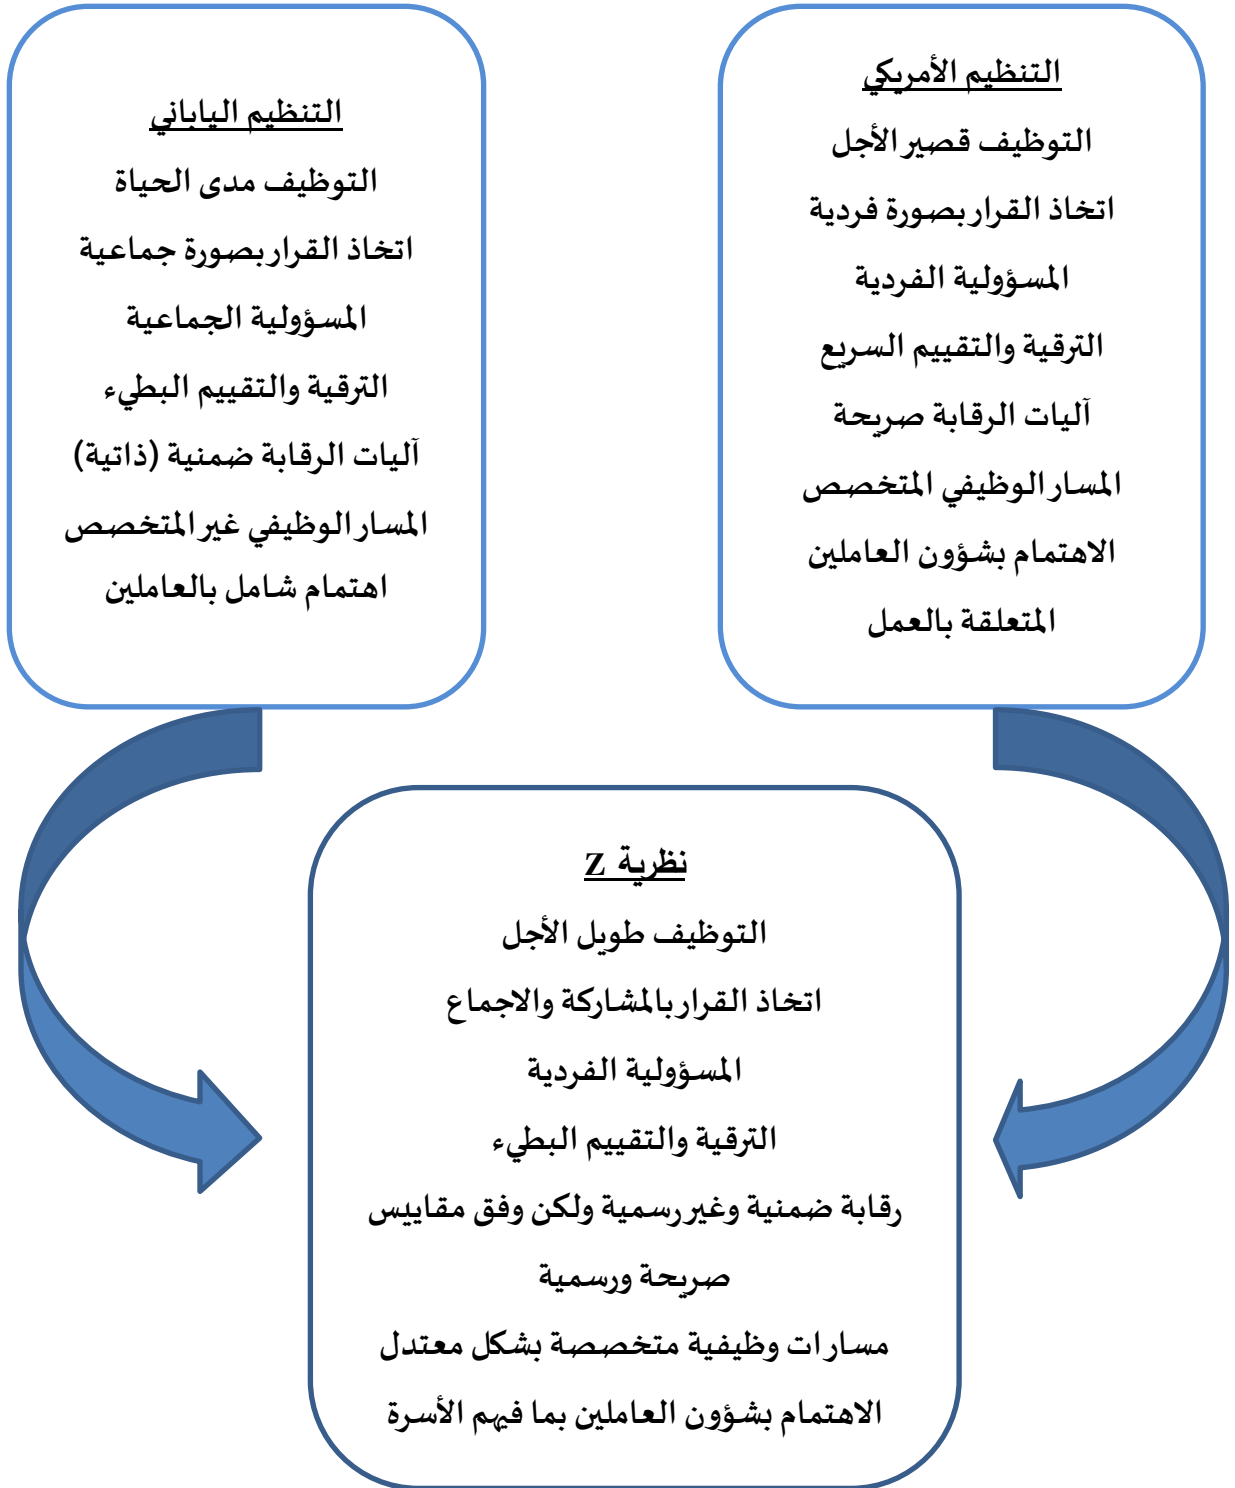 التنظيم الأمريكي
التوظيف قصير الأجل
اتخاذ القرار بصورة فردية
المسؤولية الفردية
الترقية والتقييم السريع
آليات الرقابة صريحة
المسار الوظيفي المتخصص
الاهتمام بشؤون العاملين
المتعلقة بالعمل
التنظيم الياباني
التوظيف مدى الحياة
اتخاذ القرار بصورة جماعية
المسؤولية الجماعية
الترقية والتقييم البطيء
آليات الرقابة ضمنية (ذاتية)
المسار الوظيفي غير المتخصص
اهتمام شامل بالعاملين
نظرية Z
التوظيف طويل الأجل
اتخاذ القرار بالمشاركة والاجماع
المسؤولية الفردية
الترقية والتقييم البطيء
رقابة ضمنية وغير رسمية ولكن وفق مقاييس
صريحة ورسمية
مسارات وظيفية متخصصة بشكل معتدل
الاهتمام بشؤون العاملين بما فيهم الأسرة